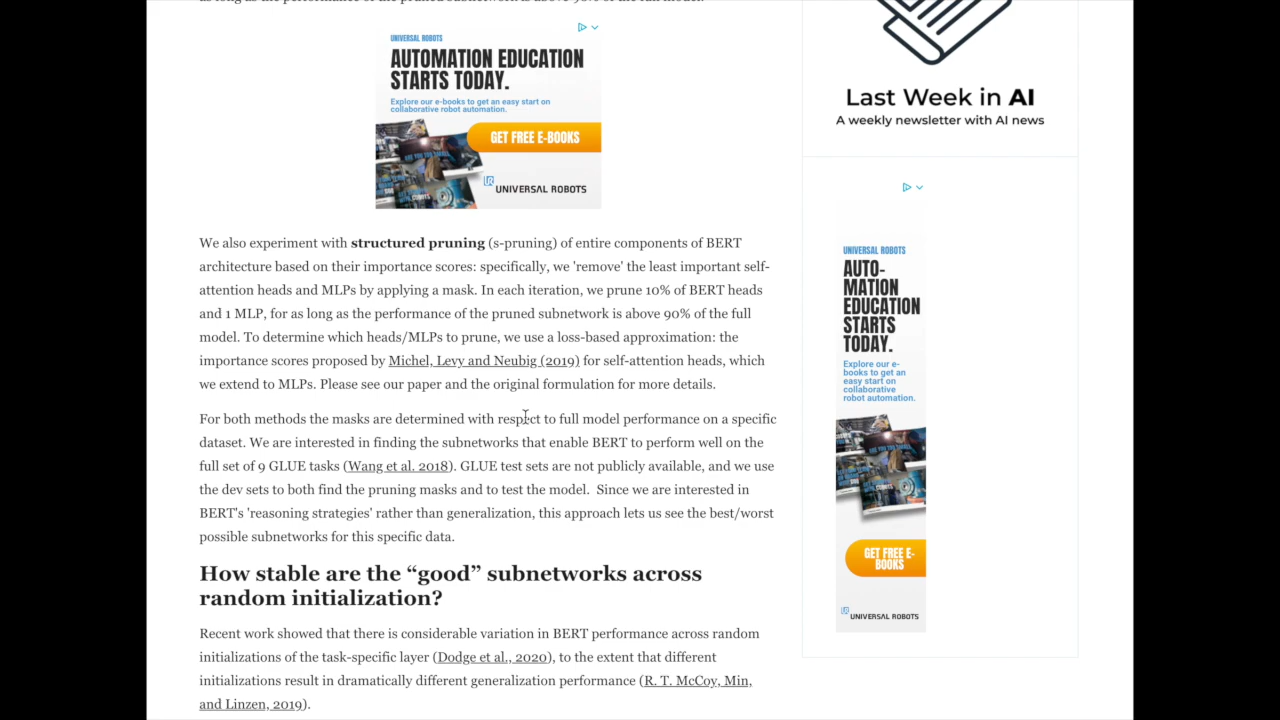 UNIVERSAL ROBOTS
AUTOMATION EDUCATION
STARTS TODAY.
Explore our e-books to get an easy start on
collaborative robot automation.
GET FREE E-BOOKS
UNIVERSAL ROBOTS
We also experiment with structured pruning (s-pruning) of entire components of BERT
architecture based on their importance scores: specifically, we 'remove' the least important self-
attention heads and MLPs by applying a mask. In each iteration, we prune 10% of BERT heads
and 1 MLP, for as long as the performance of the pruned subnetwork is above 90% of the full
model. To determine which heads/MLPs to prune, we use a loss-based approximation: the
importance scores proposed by Michel, Levy and Neubig (2019) for self-attention heads, which
we extend to MLPs. Please see our paper and the original formulation for more details.
For both methods the masks are determined with respect to full model performance on a specific
dataset. We are interested in finding the subnetworks that enable BERT to perform well on the
full set of 9 GLUE tasks (Wang et al. 2018). GLUE test sets are not publicly available, and we use
the dev sets to both find the pruning masks and to test the model.  Since we are interested in
BERT's 'reasoning strategies' rather than generalization, this approach lets us see the best/worst
possible subnetworks for this specific data.
How stable are the “good” subnetworks across
random initialization?
Recent work showed that there is considerable variation in BERT performance across random
initializations of the task-specific layer (Dodge et al., 2020), to the extent that different
initializations result in dramatically different generalization performance (R. T. McCoy, Min,
and Linzen, 2019).
Last Week in AI
A weekly newsletter with AI news
UNIVERSAL ROBOTS
AUTO-
MATION
EDUCATION
STARTS
TODAY.
Explore our e-
books to get an
easy start on
collaborative
robot automation.
GET FREE E-
BOOKS
UNIVERSAL ROBOTS